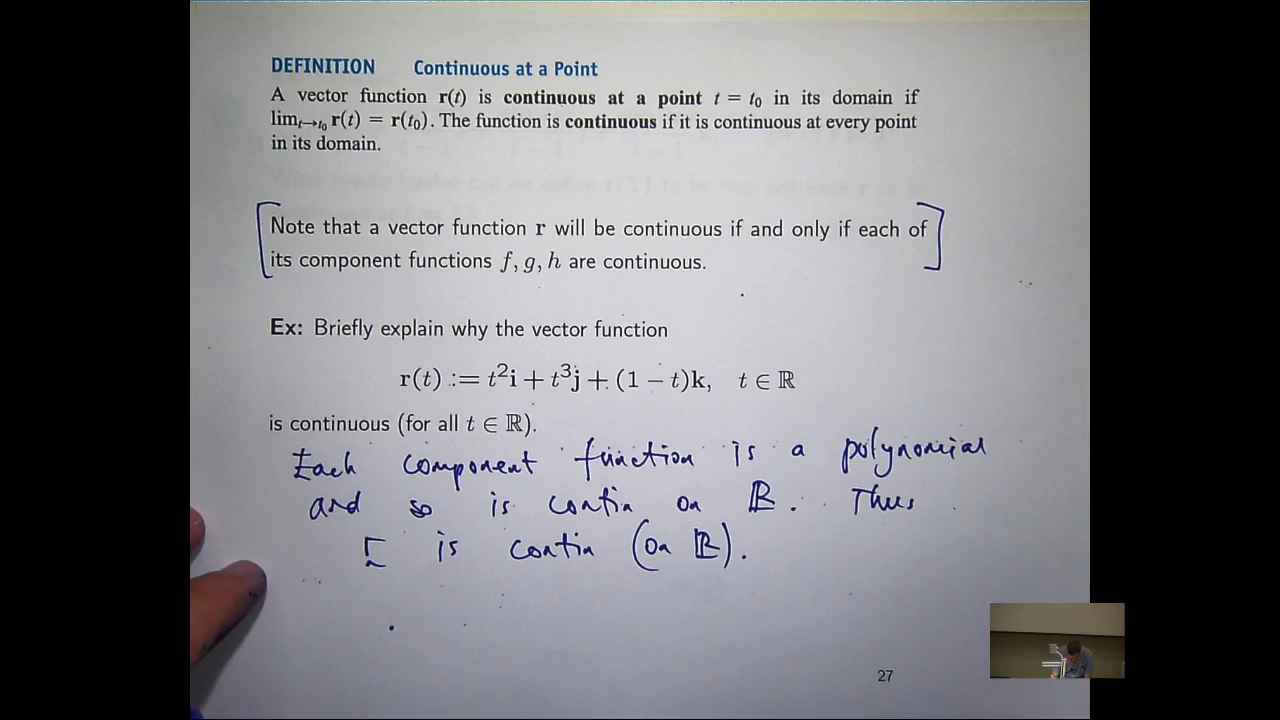 DEFINITION Continuous at a Point
A vector function r(t) is continuous at a point t = t₀ in its domain if
lim_{t→t₀} r(t) = r(t₀). The function is continuous if it is continuous at every point
in its domain.
Note that a vector function r will be continuous if and only if each of
its component functions f, g, h are continuous.
Ex: Briefly explain why the vector function
r(t) := t²i + t³j + (1 − t)k, t ∈ ℝ
is continuous (for all t ∈ ℝ).
Each component function is a polynomial
and so is contin on ℝ. Thus
r is contin (on ℝ).
27